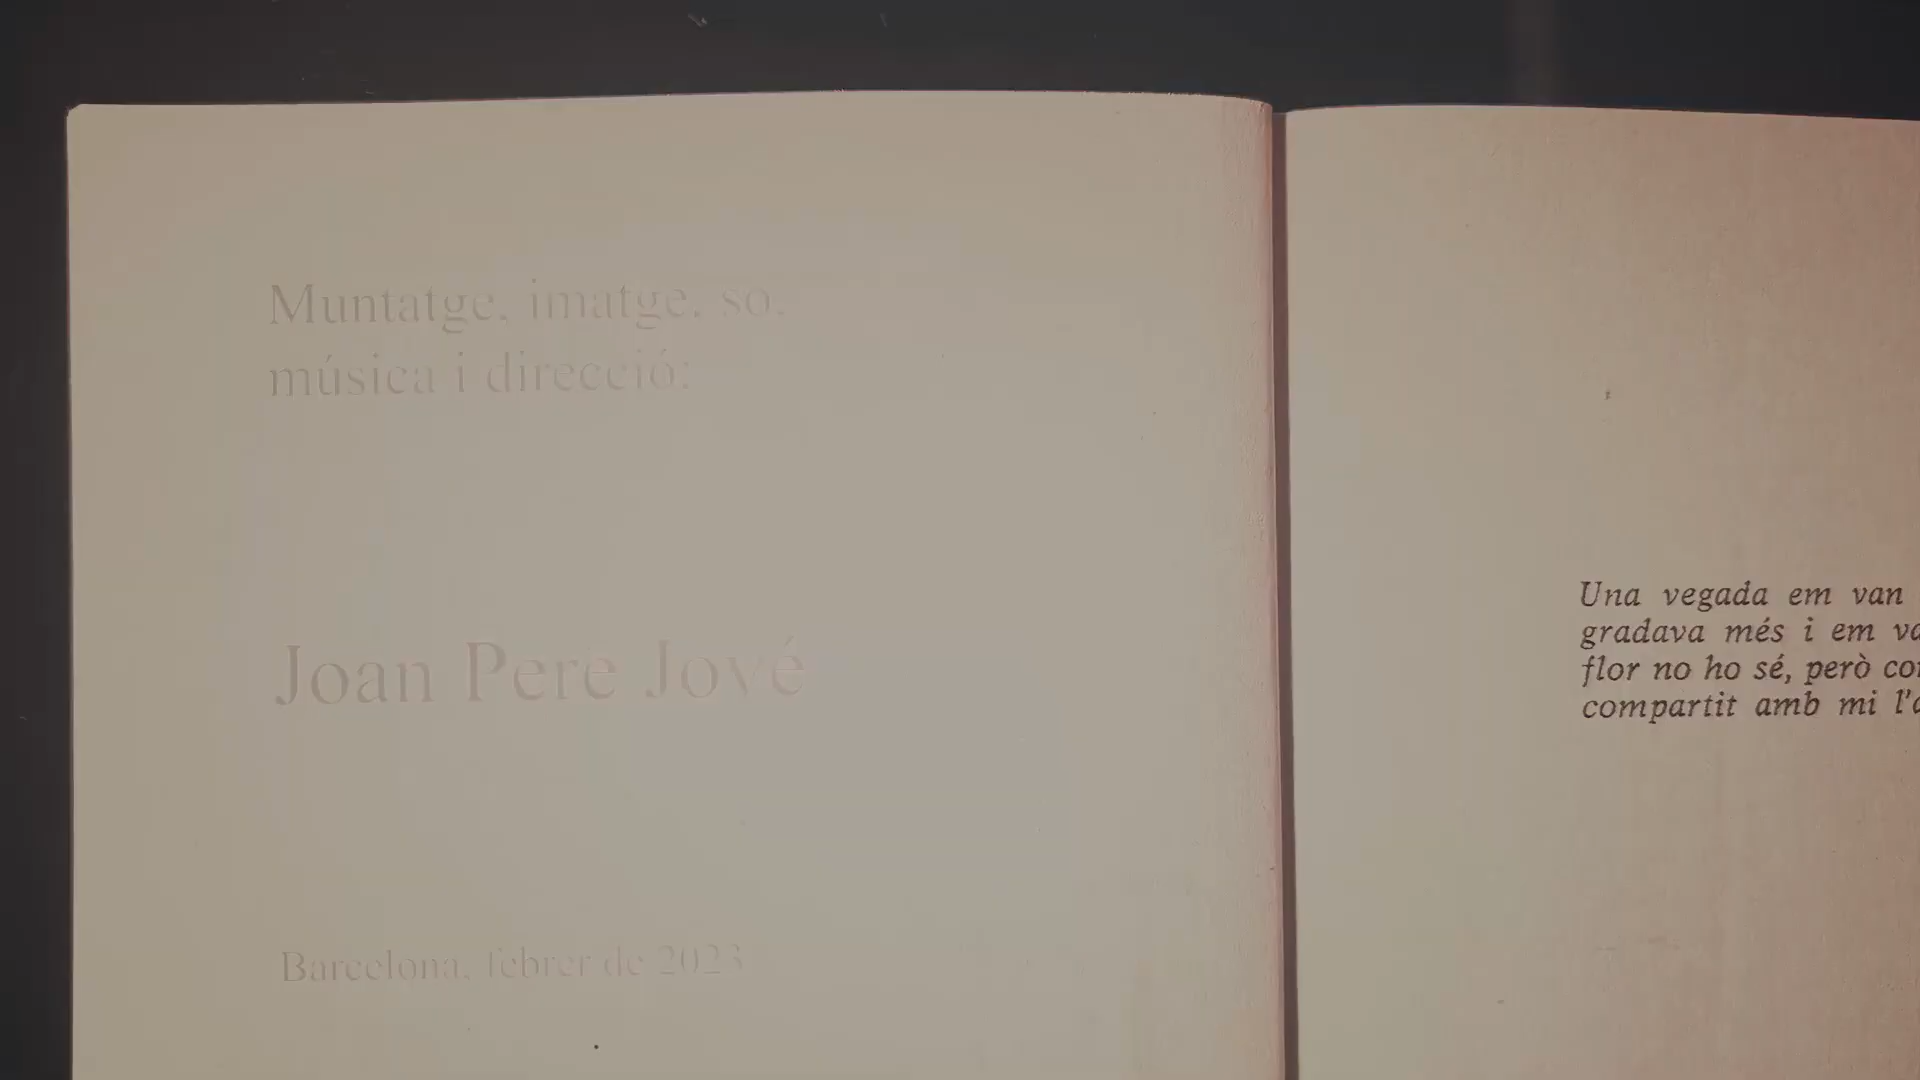 Muntatge, imatge, so,
música i direcció:
Joan Pere Jové
Barcelona, febrer de 2023
Una vegada em van
gradava més i em
flor no ho sé, però
compartit amb mi